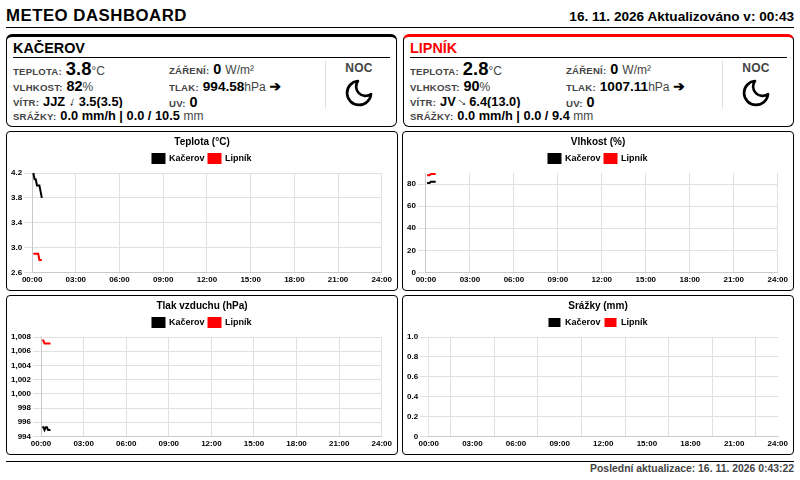 METEO DASHBOARD
16. 11. 2026 Aktualizováno v: 00:43
KAČEROV
TEPLOTA: 3.8°C
ZÁŘENÍ: 0 W/m²
NOC
VLHKOST: 82%
TLAK: 994.58hPa ➔
VÍTR: JJZ ↓ 3.5(3.5)
UV: 0
SRÁŽKY: 0.0 mm/h | 0.0 / 10.5 mm
LIPNÍK
TEPLOTA: 2.8°C
ZÁŘENÍ: 0 W/m²
NOC
VLHKOST: 90%
TLAK: 1007.11hPa ➔
VÍTR: JV ↘ 6.4(13.0)
UV: 0
SRÁŽKY: 0.0 mm/h | 0.0 / 9.4 mm
Teplota (°C)
Kačerov Lipník
4.2
3.8
3.4
3.0
2.6
00:00 03:00 06:00 09:00 12:00 15:00 18:00 21:00 24:00
Vlhkost (%)
Kačerov Lipník
80
60
40
20
0
00:00 03:00 06:00 09:00 12:00 15:00 18:00 21:00 24:00
Tlak vzduchu (hPa)
Kačerov Lipník
1,008
1,006
1,004
1,002
1,000
998
996
994
00:00 03:00 06:00 09:00 12:00 15:00 18:00 21:00 24:00
Srážky (mm)
Kačerov Lipník
1.0
0.8
0.6
0.4
0.2
0
00:00 03:00 06:00 09:00 12:00 15:00 18:00 21:00 24:00
Poslední aktualizace: 16. 11. 2026 0:43:22